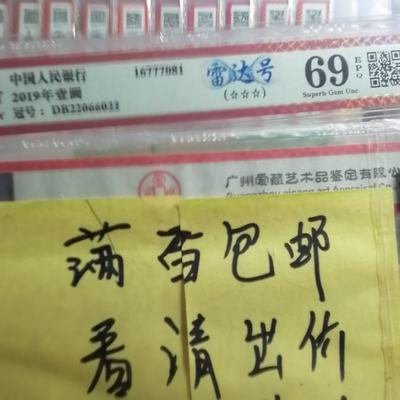 中国人民银行 16777081 雷达号 69 EPQ
2019年壹圆 (☆☆☆) Superb Gem Unc
冠号: DB22066022
广州爱藏艺术品鉴定有限公
满百包邮
看清出价